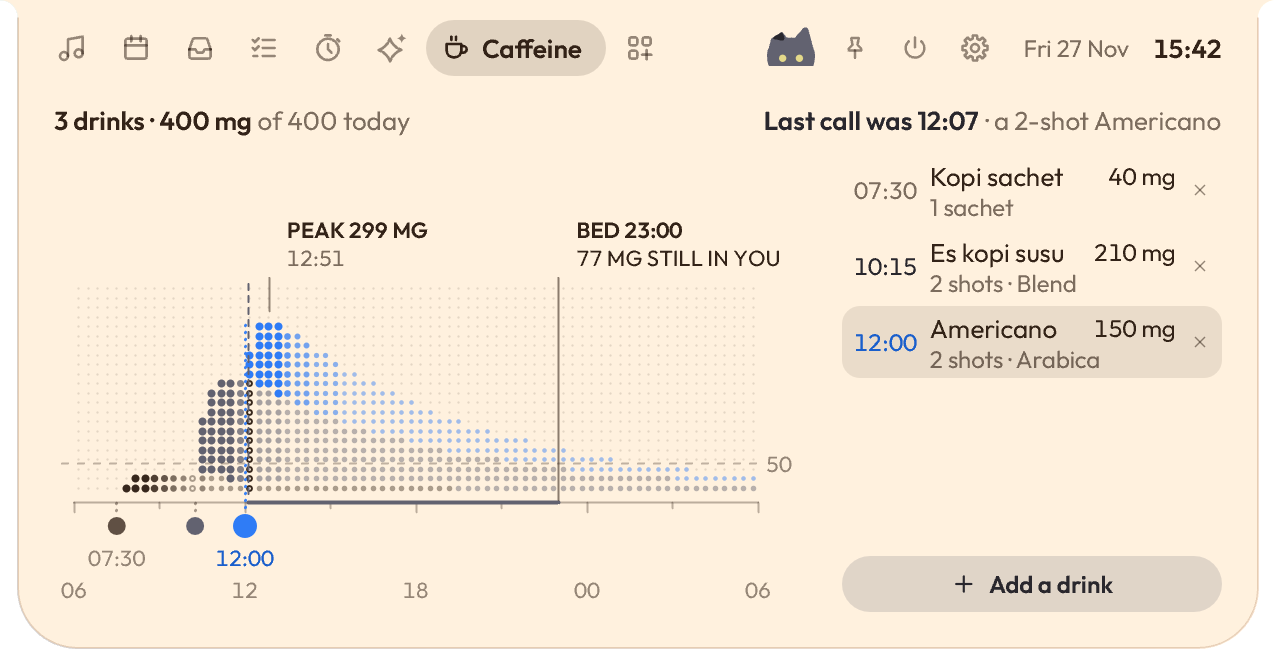 Caffeine
Fri 27 Nov 15:42
3 drinks · 400 mg of 400 today
Last call was 12:07 · a 2-shot Americano
07:30 Kopi sachet 40 mg ×
1 sachet
10:15 Es kopi susu 210 mg ×
2 shots · Blend
12:00 Americano 150 mg ×
2 shots · Arabica
+ Add a drink
PEAK 299 MG
12:51
BED 23:00
77 MG STILL IN YOU
50
07:30 12:00
06 12 18 00 06